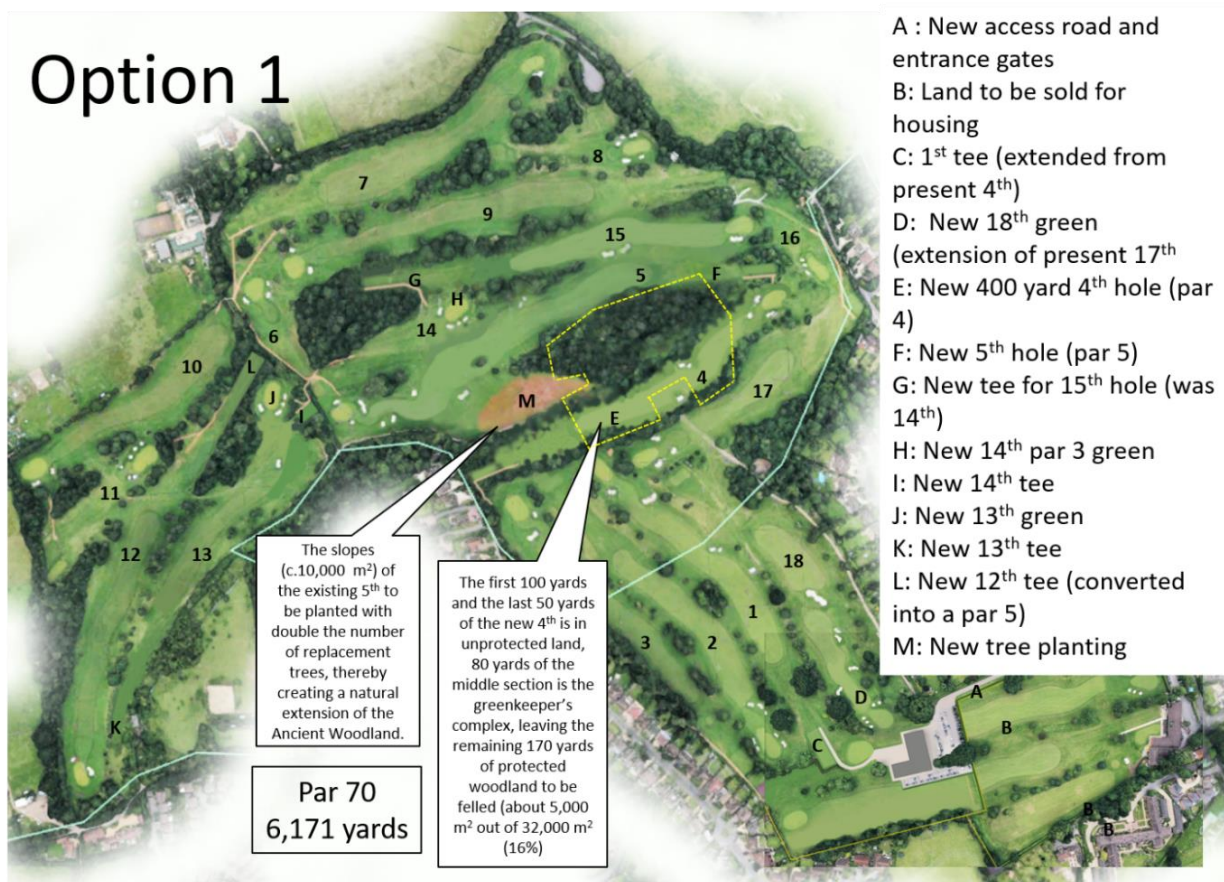 Option 1
A : New access road and
entrance gates
B: Land to be sold for
housing
C: 1st tee (extended from
present 4th)
D:  New 18th green
(extension of present 17th
E: New 400 yard 4th hole (par
4)
F: New 5th hole (par 5)
G: New tee for 15th hole (was
14th)
H: New 14th par 3 green
I: New 14th tee
J: New 13th green
K: New 13th tee
L: New 12th tee (converted
into a par 5)
M: New tree planting
8
7
9
15
16
5
F
G
H
14
6
10
L
4
17
J
I
M
E
11
12
13
18
1
3
2
K
D
A
B
C
B
B
The slopes
(c.10,000 m2) of
the existing 5th to
be planted with
double the number
of replacement
trees, thereby
creating a natural
extension of the
Ancient Woodland.
The first 100 yards
and the last 50 yards
of the new 4th is in
unprotected land,
80 yards of the
middle section is the
greenkeeper's
complex, leaving the
remaining 170 yards
of protected
woodland to be
felled (about 5,000
m2 out of 32,000 m2
(16%)
Par 70
6,171 yards